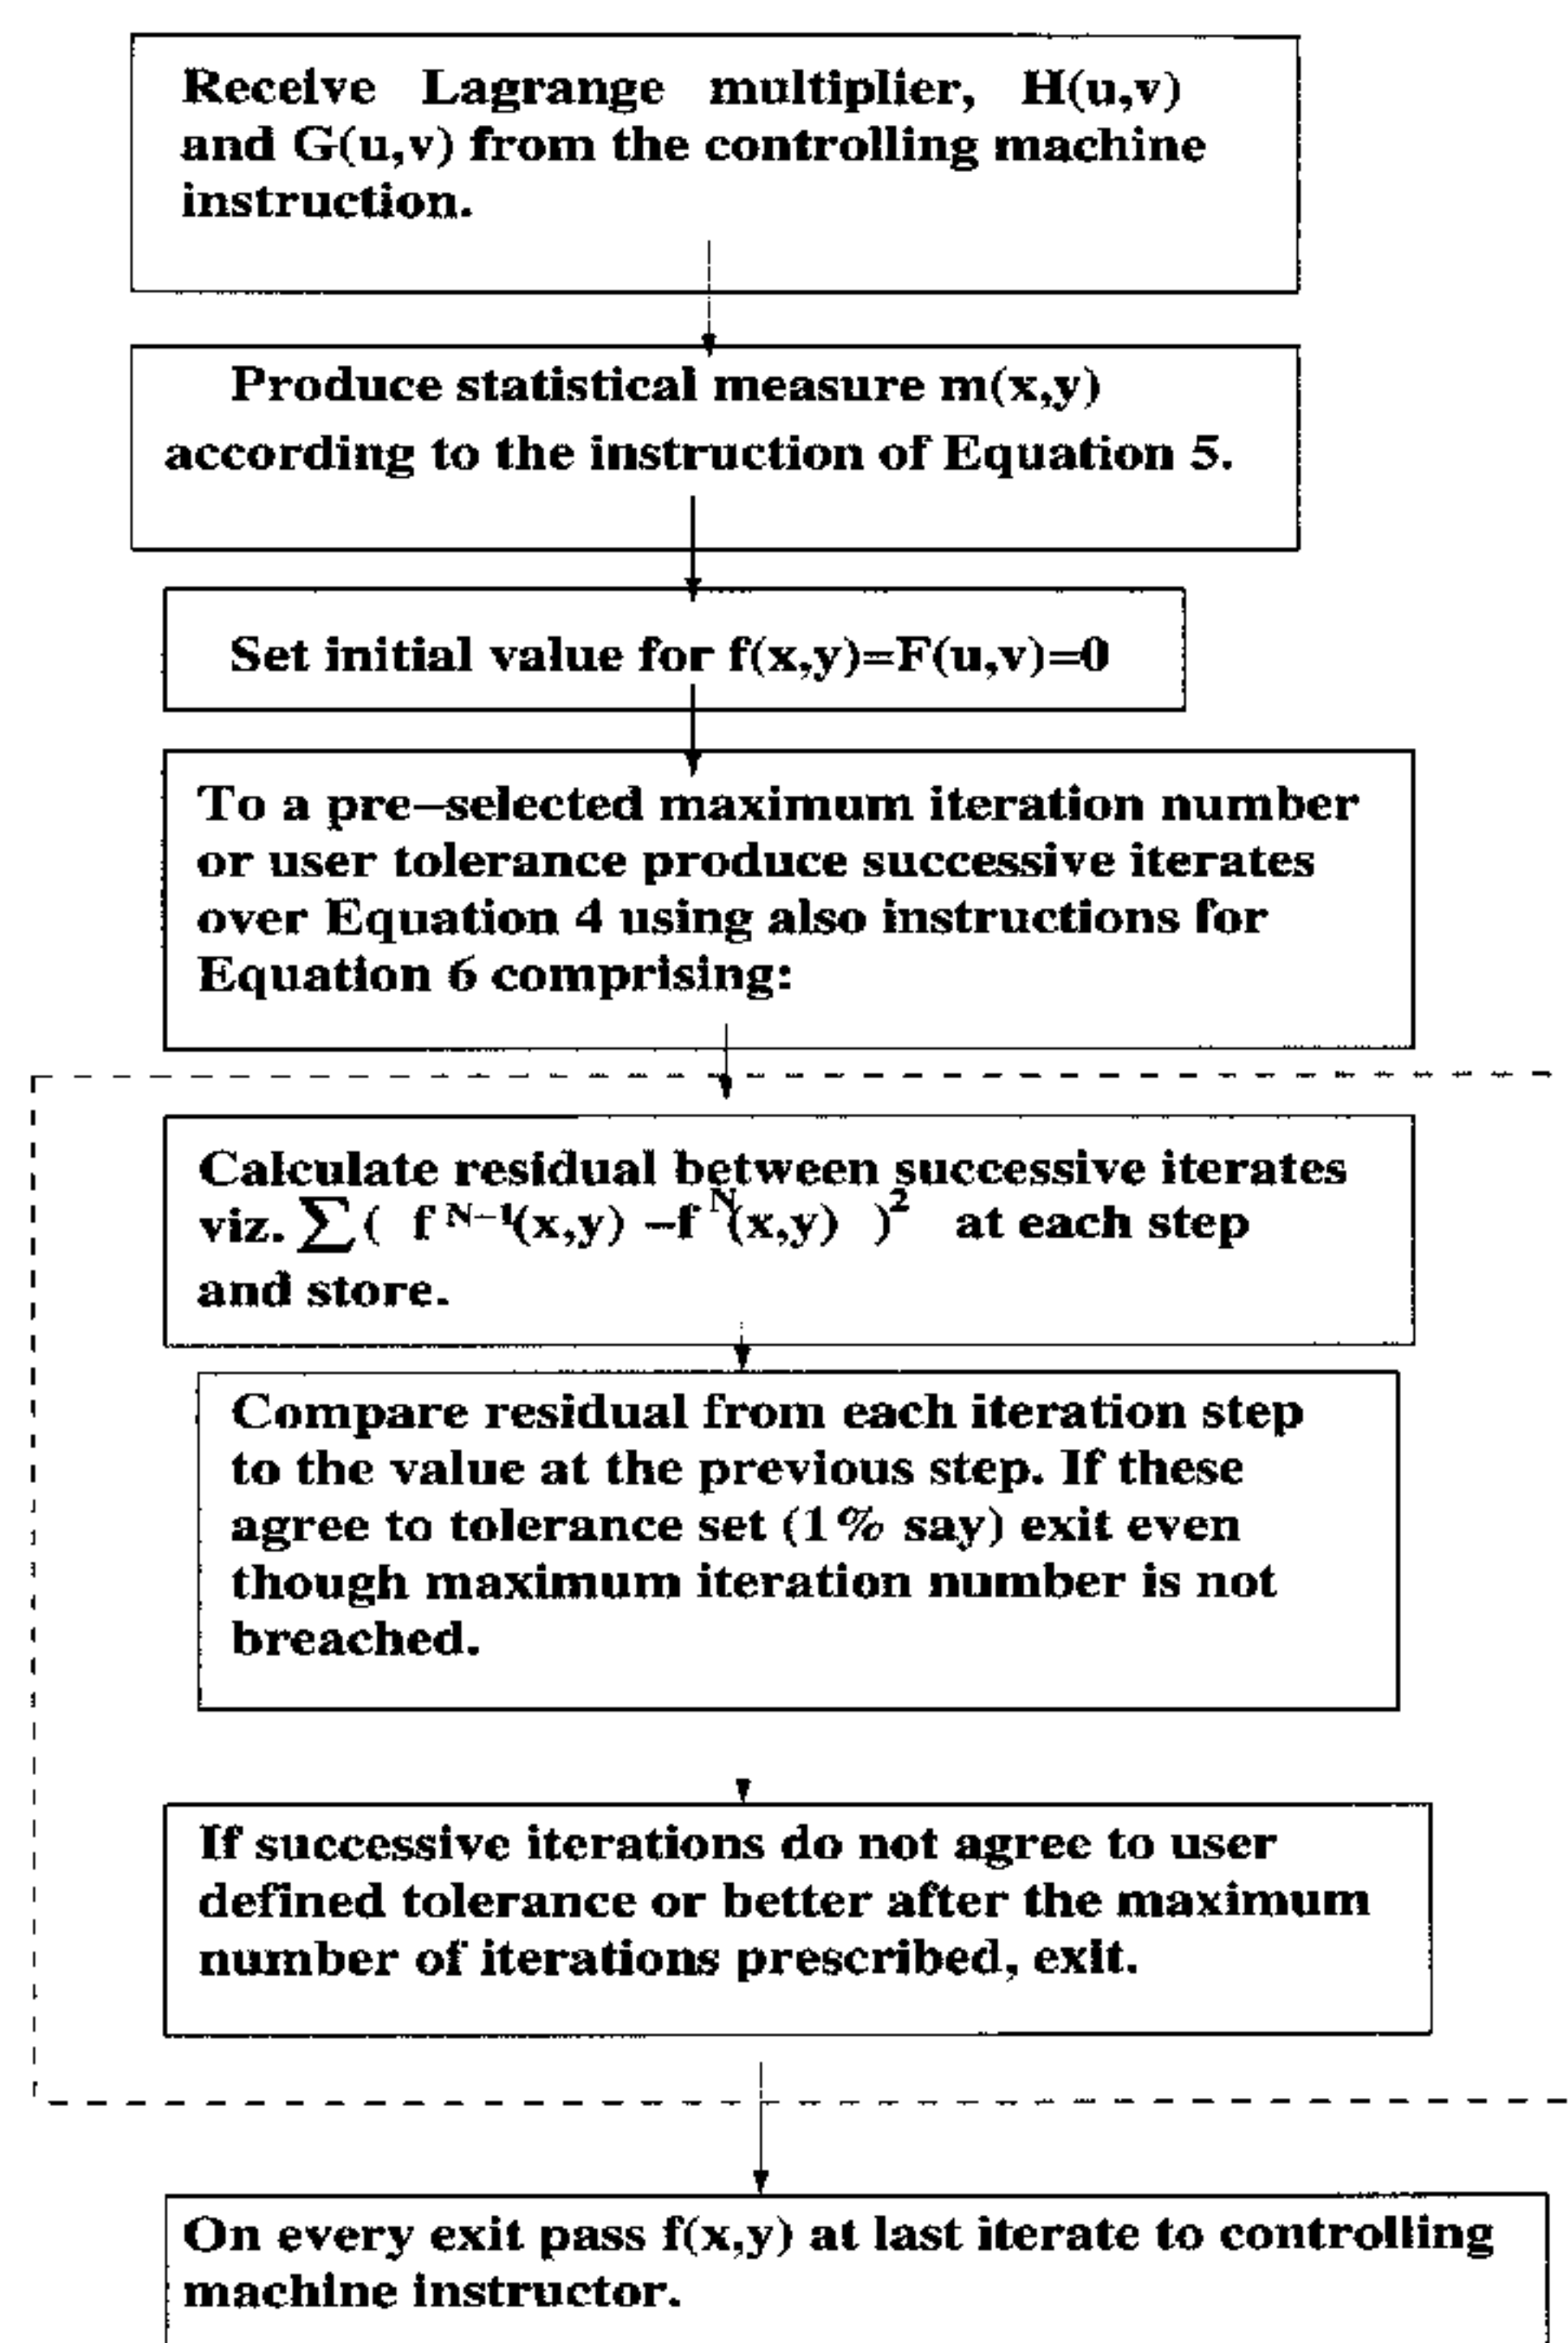 Receive Lagrange multiplier, H(u,v)
and G(u,v) from the controlling machine
instruction.
Produce statistical measure m(x,y)
according to the instruction of Equation 5.
Set initial value for f(x,y)=F(u,v)=0
To a pre-selected maximum iteration number
or user tolerance produce successive iterates
over Equation 4 using also instructions for
Equation 6 comprising:
Calculate residual between successive iterates
viz. ∑( f^N-1(x,y) -f^N(x,y) )^2 at each step
and store.
Compare residual from each iteration step
to the value at the previous step. If these
agree to tolerance set (1% say) exit even
though maximum iteration number is not
breached.
If successive iterations do not agree to user
defined tolerance or better after the maximum
number of iterations prescribed, exit.
On every exit pass f(x,y) at last iterate to controlling
machine instructor.